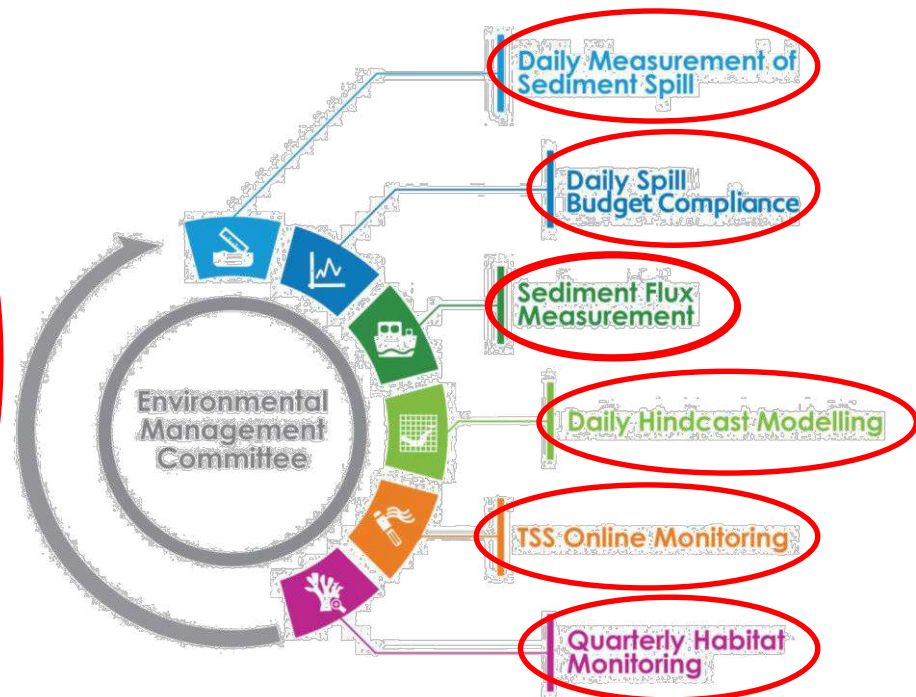 Daily Measurement of
Sediment Spill
Daily Spill
Budget Compliance
Sediment Flux
Measurement
Environmental
Management
Committee
Daily Hindcast Modelling
TSS Online Monitoring
Quarterly Habitat
Monitoring